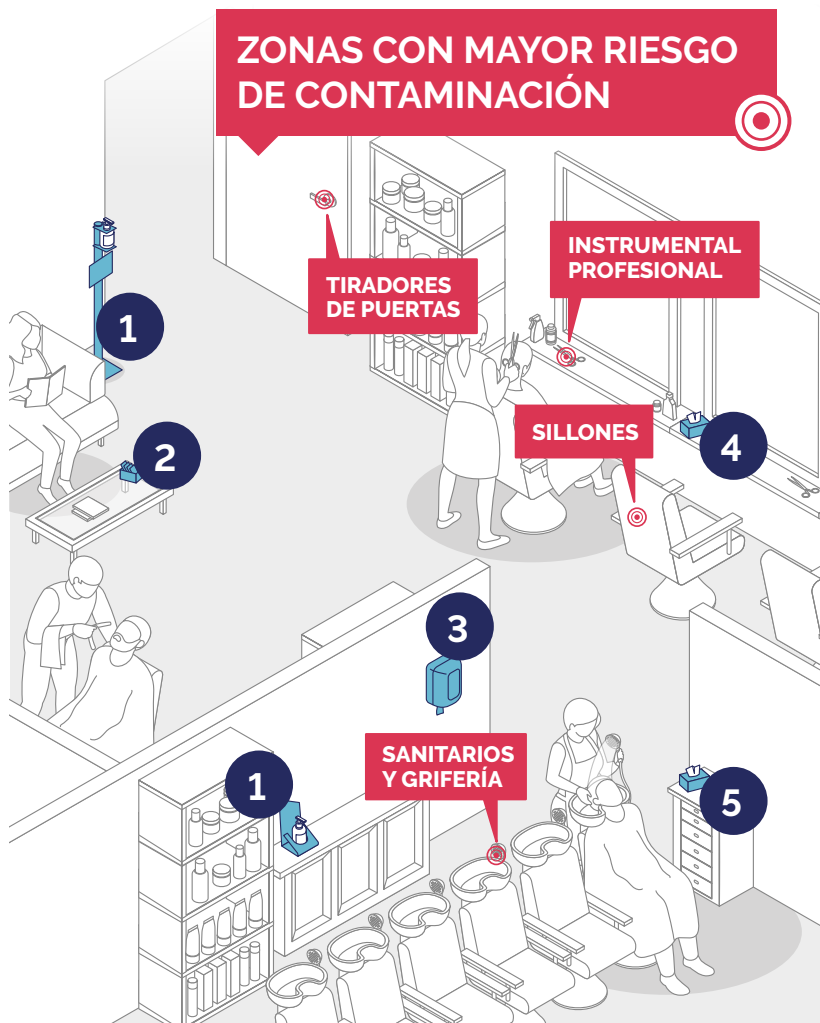 ZONAS CON MAYOR RIESGO
DE CONTAMINACIÓN
INSTRUMENTAL
PROFESIONAL
TIRADORES
DE PUERTAS
1
SILLONES
4
2
3
SANITARIOS
Y GRIFERÍA
1
5